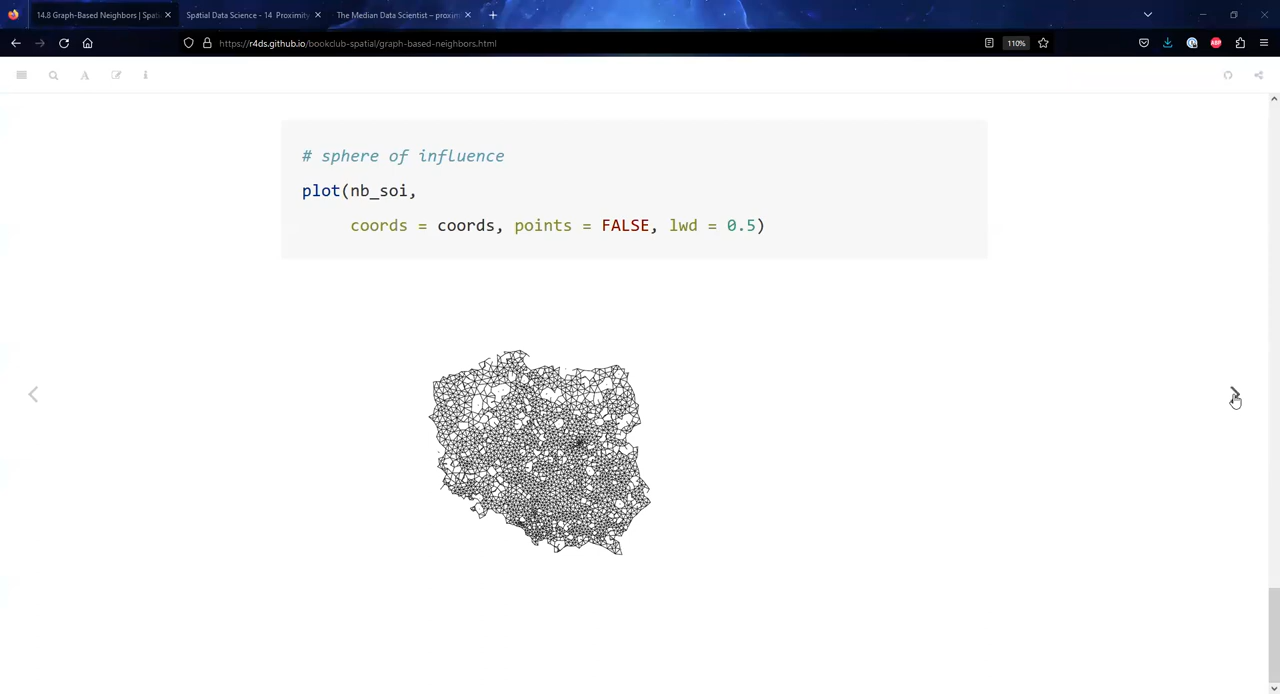 14.8 Graph-Based Neighbors | Spati
Spatial Data Science - 14 Proximity
The Median Data Scientist – proxim
https://r4ds.github.io/bookclub-spatial/graph-based-neighbors.html
110%
ABP
A
i
# sphere of influence
plot(nb_soi,
coords = coords, points = FALSE, lwd = 0.5)